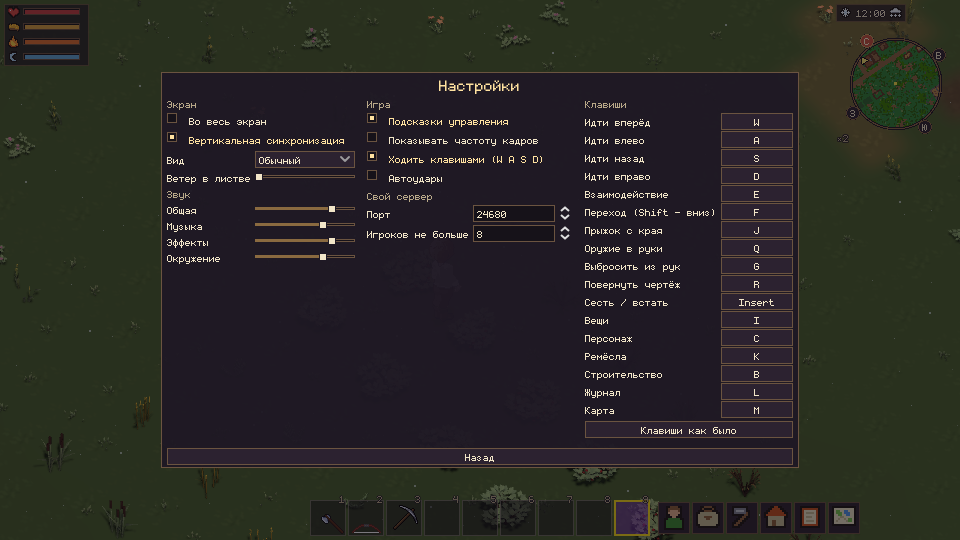 12:00
С
В
З
Ю
-2
Настройки
Экран
Во весь экран
Вертикальная синхронизация
Вид
Обычный
Ветер в листве
Звук
Общая
Музыка
Эффекты
Окружение
Игра
Подсказки управления
Показывать частоту кадров
Ходить клавишами (W A S D)
Автоудары
Свой сервер
Порт
24680
Игроков не больше
8
Клавиши
Идти вперёд
W
Идти влево
A
Идти назад
S
Идти вправо
D
Взаимодействие
E
Переход (Shift - вниз)
F
Прыжок с края
J
Оружие в руки
Q
Выбросить из рук
G
Повернуть чертёж
R
Сесть / встать
Insert
Вещи
I
Персонаж
C
Ремёсла
K
Строительство
B
Журнал
L
Карта
M
Клавиши как было
Назад
1 2 3 4 5 6 7 8 9